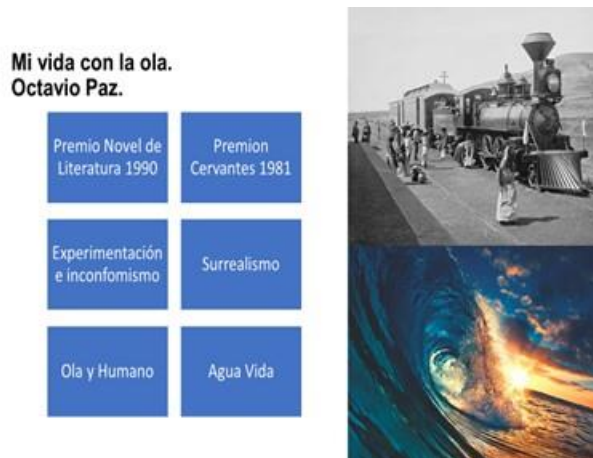 Mi vida con la ola.
Octavio Paz.
Premio Novel de
Literatura 1990
Premion
Cervantes 1981
Experimentación
e inconfomismo
Surrealismo
Ola y Humano
Agua Vida